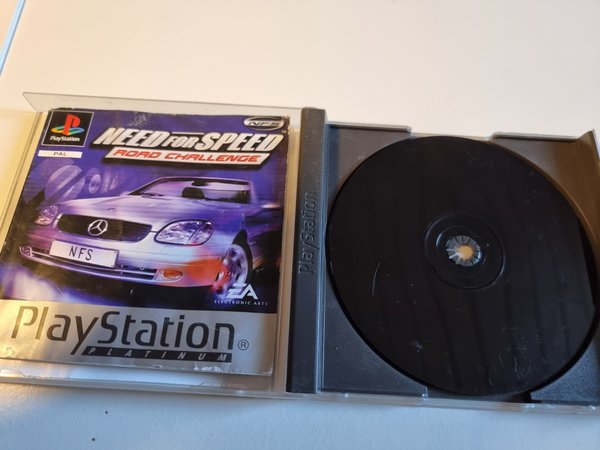 PlayStation
PAL
NFS
NEED FOR SPEED
ROAD CHALLENGE
NFS
EA
ELECTRONIC ARTS
PlayStation®
PLATINUM
PlayStation